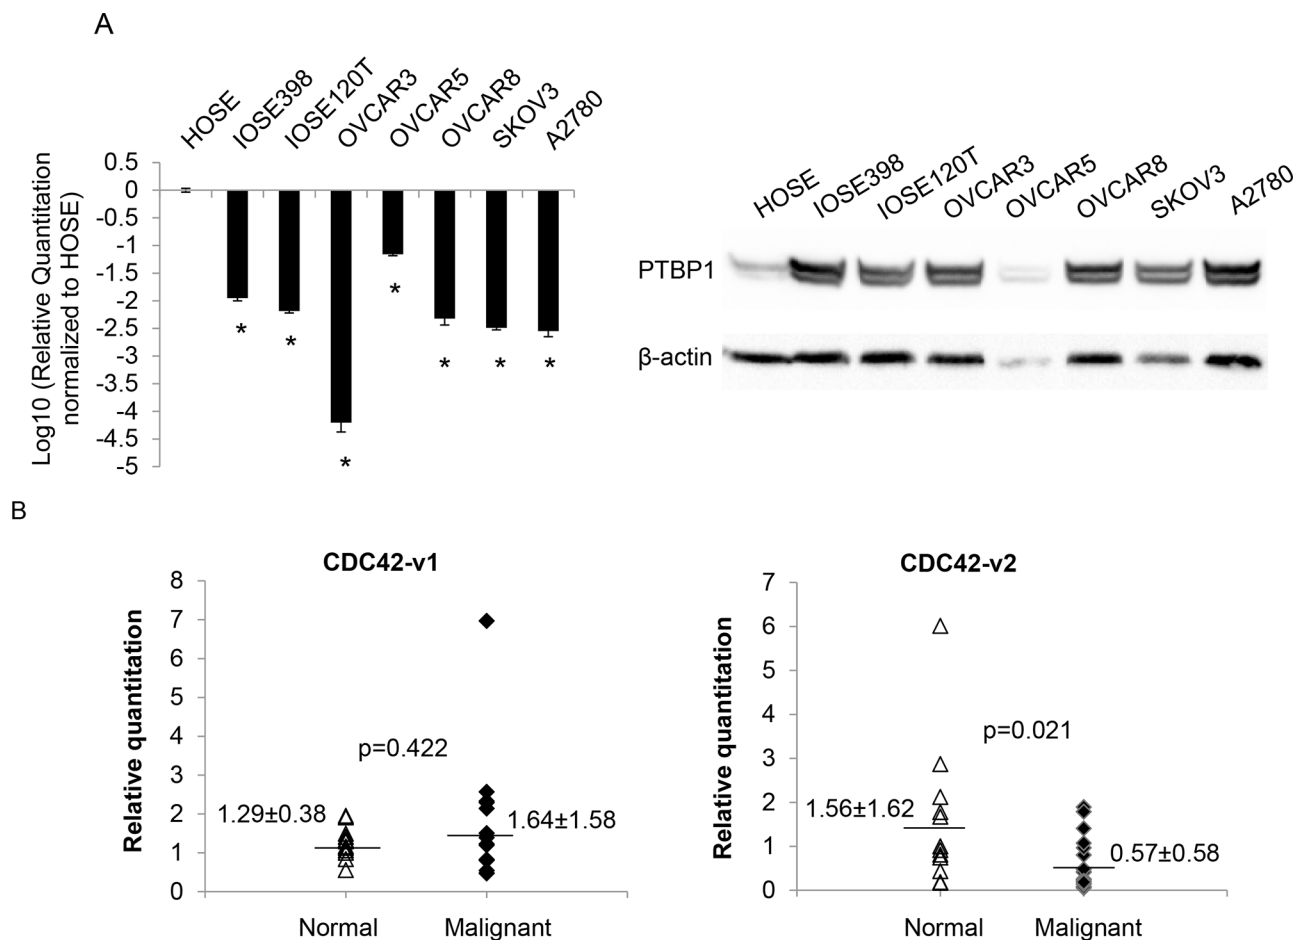 A
HOSE
IOSE398
IOSE120T
OVCAR3
OVCAR5
OVCAR8
SKOV3
A2780
Log10 (Relative Quantitation
normalized to HOSE)
0.5
0
-0.5
-1
-1.5
-2
-2.5
-3
-3.5
-4
-4.5
-5
*
*
*
*
*
*
*
HOSE
IOSE398
IOSE120T
OVCAR3
OVCAR5
OVCAR8
SKOV3
A2780
PTBP1
β-actin
B
CDC42-v1
Relative quantitation
8
7
6
5
4
3
2
1
0
p=0.422
1.29±0.38
1.64±1.58
Normal
Malignant
CDC42-v2
Relative quantitation
7
6
5
4
3
2
1
0
p=0.021
1.56±1.62
0.57±0.58
Normal
Malignant